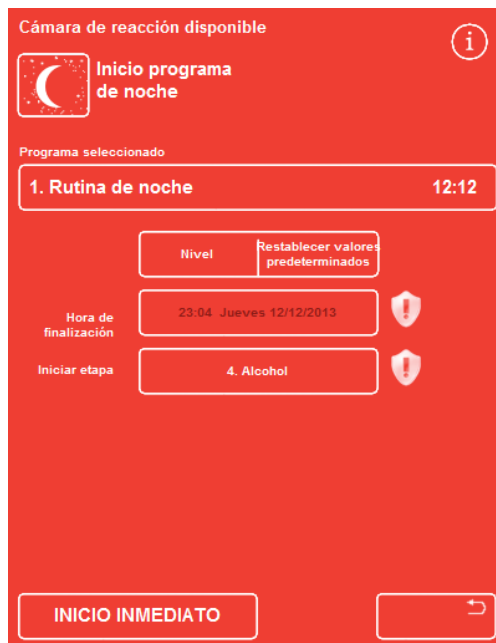 Cámara de reacción disponible
i
Inicio programa
de noche
Programa seleccionado
1. Rutina de noche 12:12
Nivel
Restablecer valores
predeterminados
Hora de
finalización
23:04 Jueves 12/12/2013
Iniciar etapa
4. Alcohol
INICIO INMEDIATO